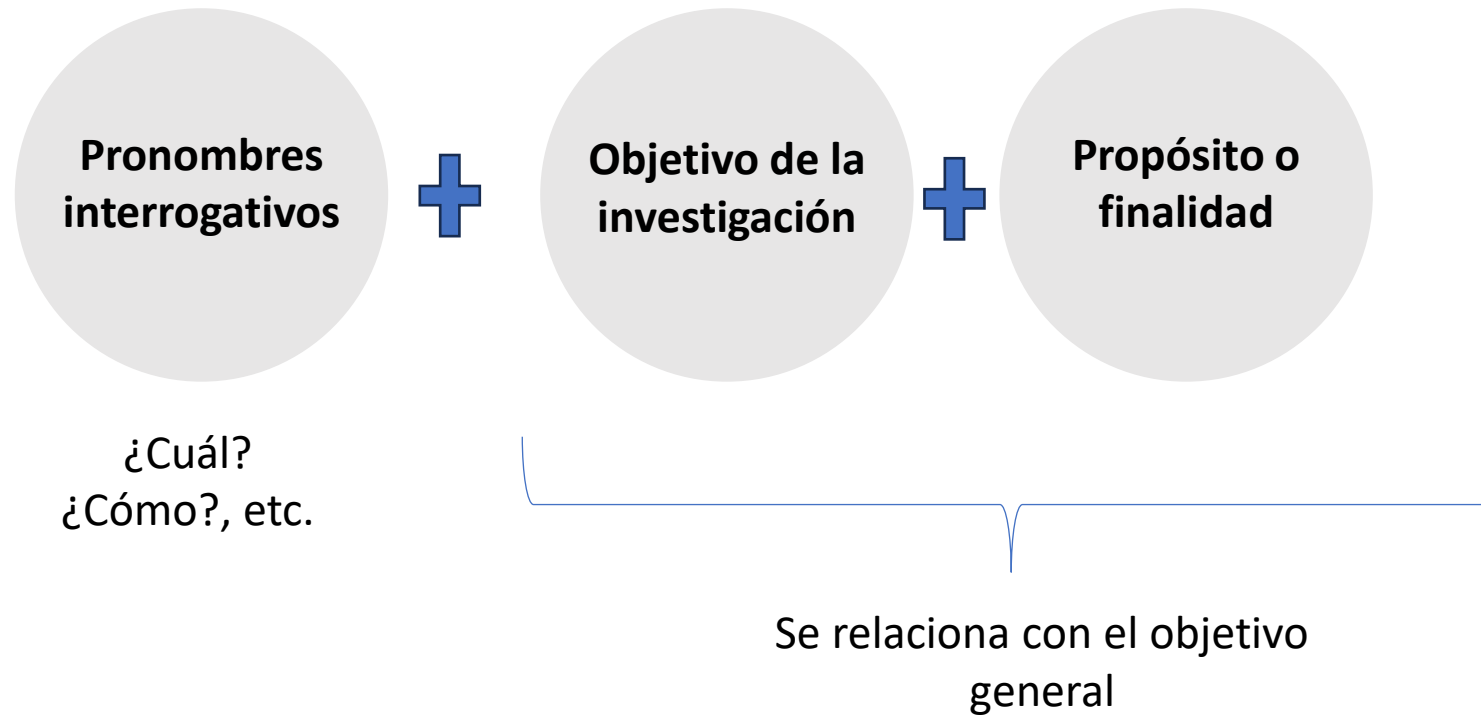 Pronombres
interrogativos
Objetivo de la
investigación
Propósito o
finalidad
¿Cuál?
¿Cómo?, etc.
Se relaciona con el objetivo
general